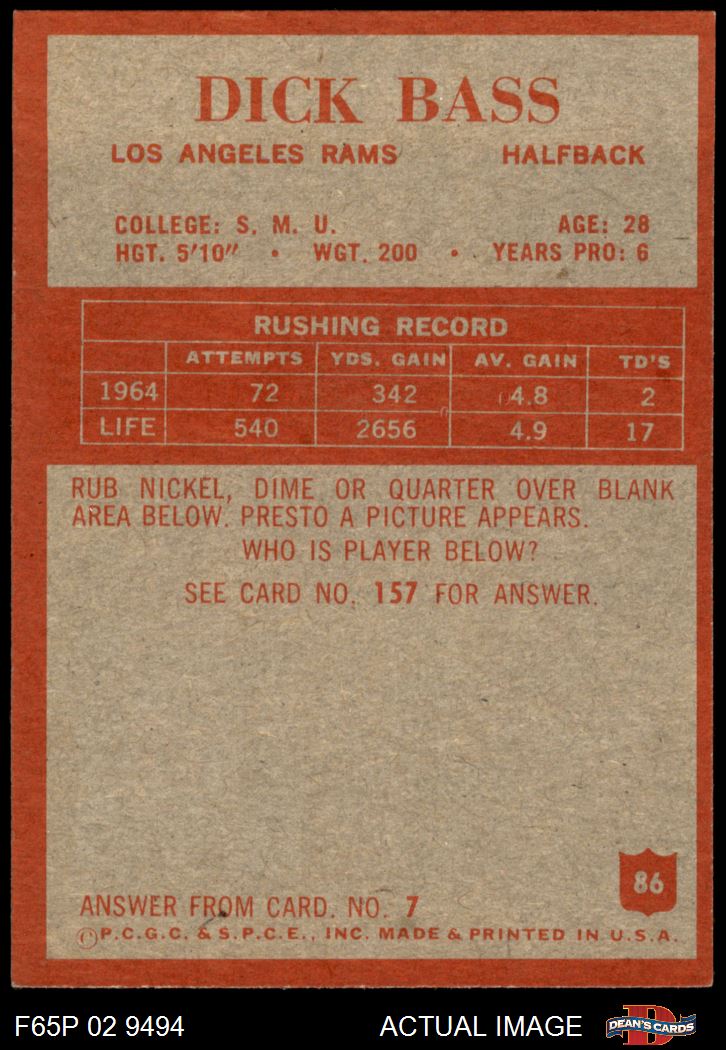 DICK BASS
LOS ANGELES RAMS HALFBACK
COLLEGE: S. M. U. AGE: 28
HGT. 5'10" • WGT. 200 • YEARS PRO: 6
RUSHING RECORD
ATTEMPTS YDS. GAIN AV. GAIN TD'S
1964 72 342 4.8 2
LIFE 540 2656 4.9 17
RUB NICKEL, DIME OR QUARTER OVER BLANK
AREA BELOW. PRESTO A PICTURE APPEARS.
WHO IS PLAYER BELOW?
SEE CARD NO. 157 FOR ANSWER.
86
ANSWER FROM CARD. NO. 7
©P.C.G.C. & S.P.C.E., INC. MADE & PRINTED IN U.S.A.
F65P 02 9494 ACTUAL IMAGE D DEAN'S CARDS